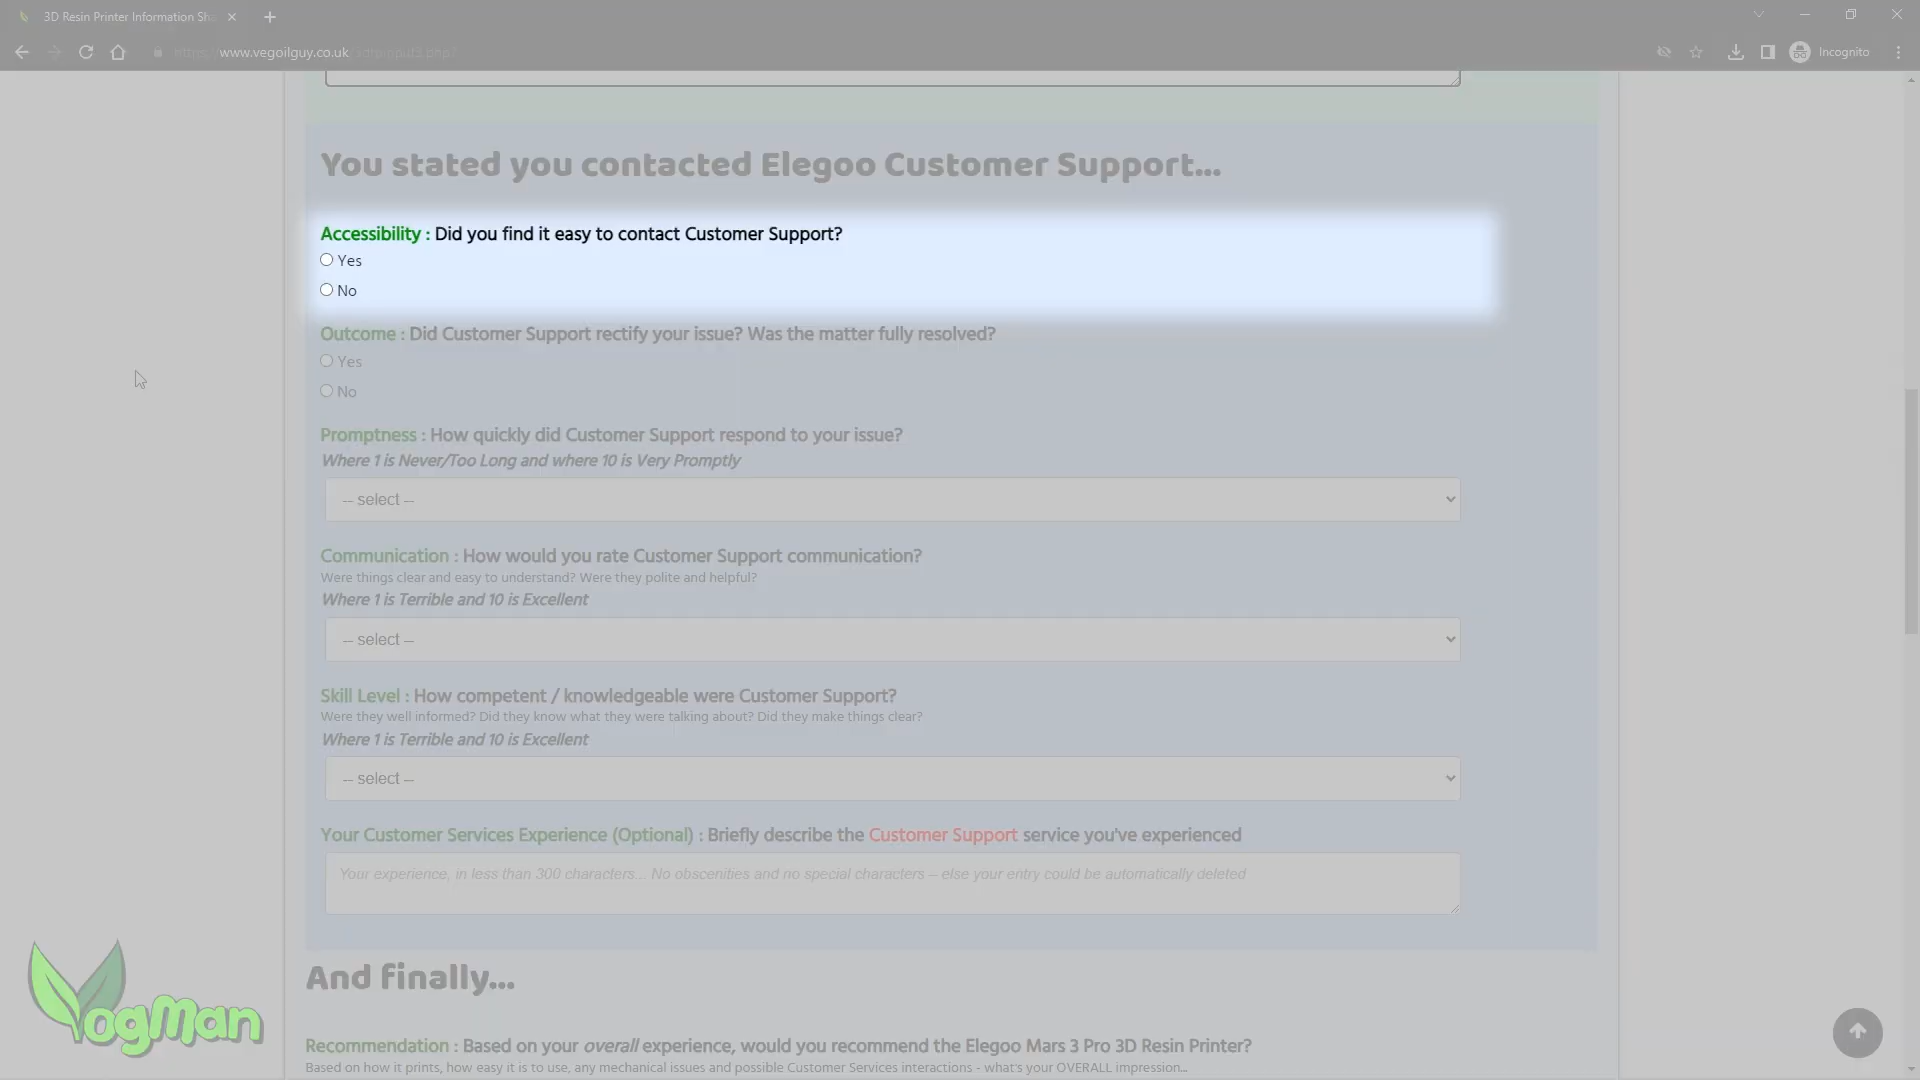 3D Resin Printer Information Sha
https://www.vegoilguy.co.uk
Incognito
You stated you contacted Elegoo Customer Support...
Accessibility : Did you find it easy to contact Customer Support?
Yes
No
Outcome : Did Customer Support rectify your issue? Was the matter fully resolved?
Yes
No
Promptness : How quickly did Customer Support respond to your issue?
Where 1 is Never/Too Long and where 10 is Very Promptly
-- select --
Communication : How would you rate Customer Support communication?
Were things clear and easy to understand? Were they polite and helpful?
Where 1 is Terrible and 10 is Excellent
-- select --
Skill Level : How competent / knowledgeable were Customer Support?
Were they well informed? Did they know what they were talking about? Did they make things clear?
Where 1 is Terrible and 10 is Excellent
-- select --
Your Customer Services Experience (Optional) : Briefly describe the Customer Support service you've experienced
Your experience, in less than 300 characters... No obscenities and no special characters – else your entry could be automatically deleted
And finally...
VogMan
Recommendation : Based on your overall experience, would you recommend the Elegoo Mars 3 Pro 3D Resin Printer?
Based on how it prints, how easy it is to use, any mechanical issues and possible Customer Services interactions - what's your OVERALL impression...